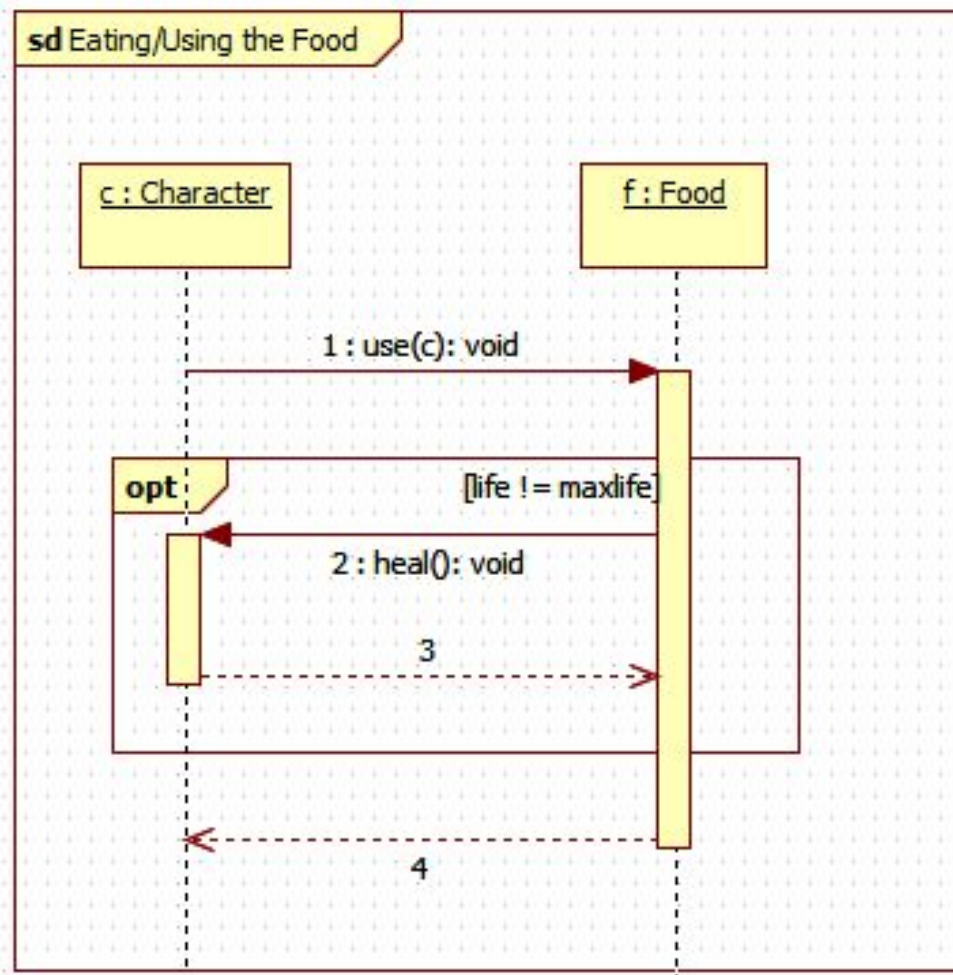 sd Eating/Using the Food
c : Character
f : Food
1 : use(c): void
opt
[life != maxlife]
2 : heal(): void
3
4